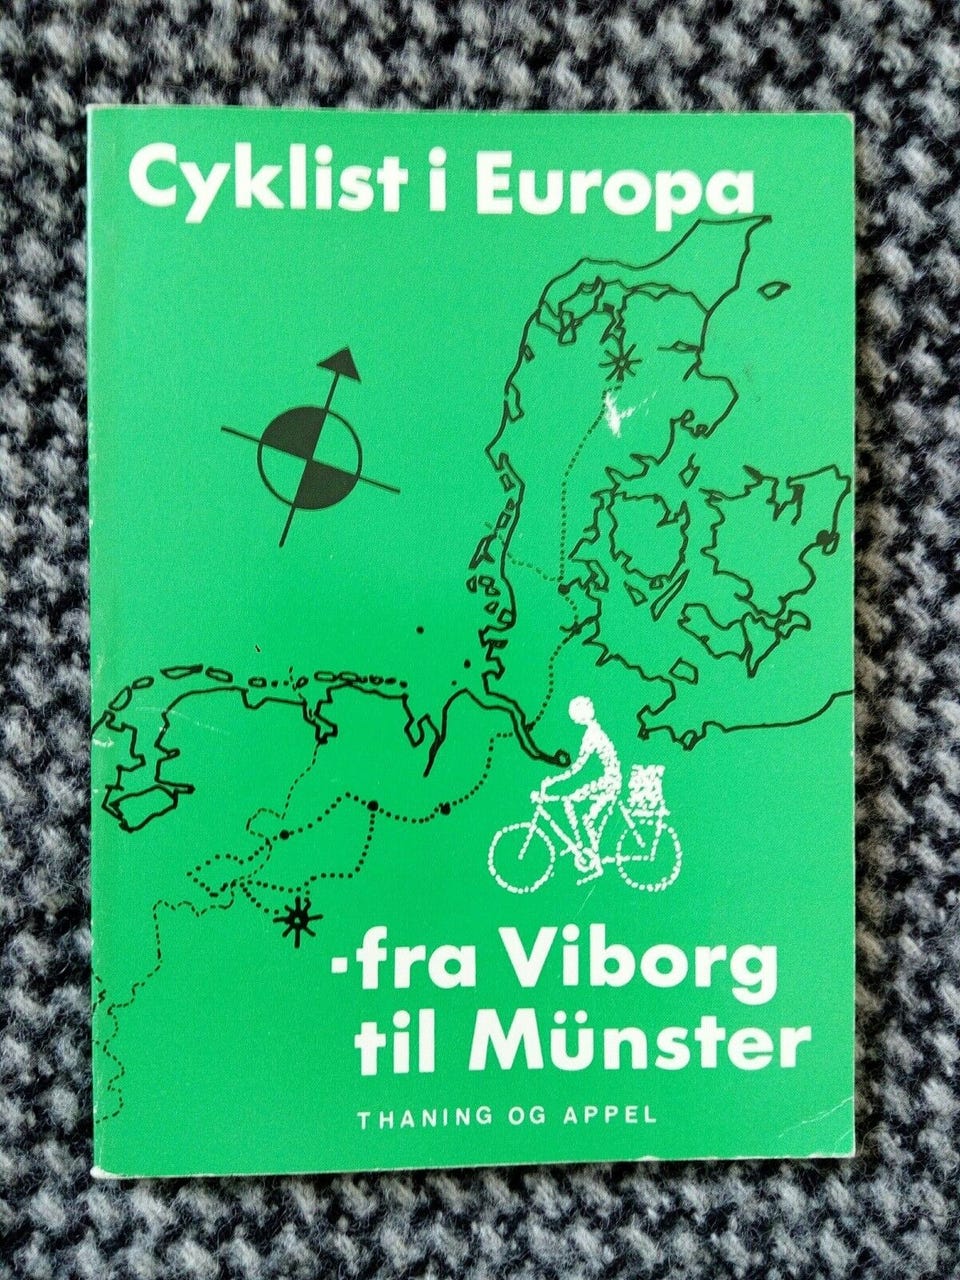 Cyklist i Europa
·fra Viborg
til Münster
THANING OG APPEL